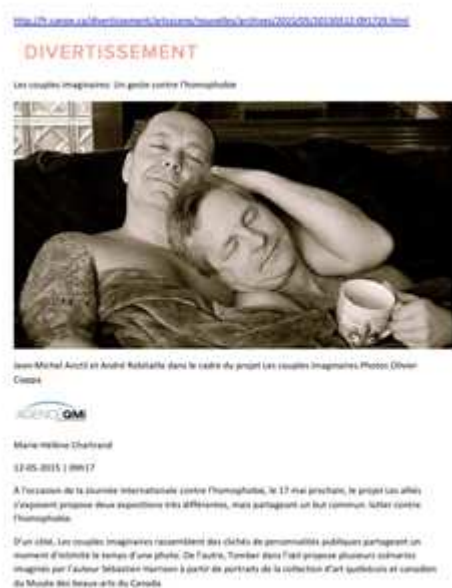 DIVERTISSEMENT
Les couples imaginaires: Un geste contre l'homophobie
Jean-Michel Anctil et André Robitaille dans le cadre du projet Les couples imaginaires Photos Olivier
Ciappa
AGENCE QMI
Marie-Hélène Chartrand
12-05-2015 |
À l'occasion de la Journée internationale contre l'homophobie, le 17 mai prochain, le projet Les alliés
s'exposent propose deux expositions très différentes, mais partageant un but commun: lutter contre
l'homophobie.
D'un côté, Les couples imaginaires rassemblent des clichés de personnalités publiques partageant un
moment d'intimité le temps d'une photo. De l'autre, Tomber dans l'œil propose plusieurs scénarios
imaginés par l'auteur Sébastien Harrisson à partir de portraits de la collection d'art québécois et canadien
du Musée des beaux-arts du Canada.